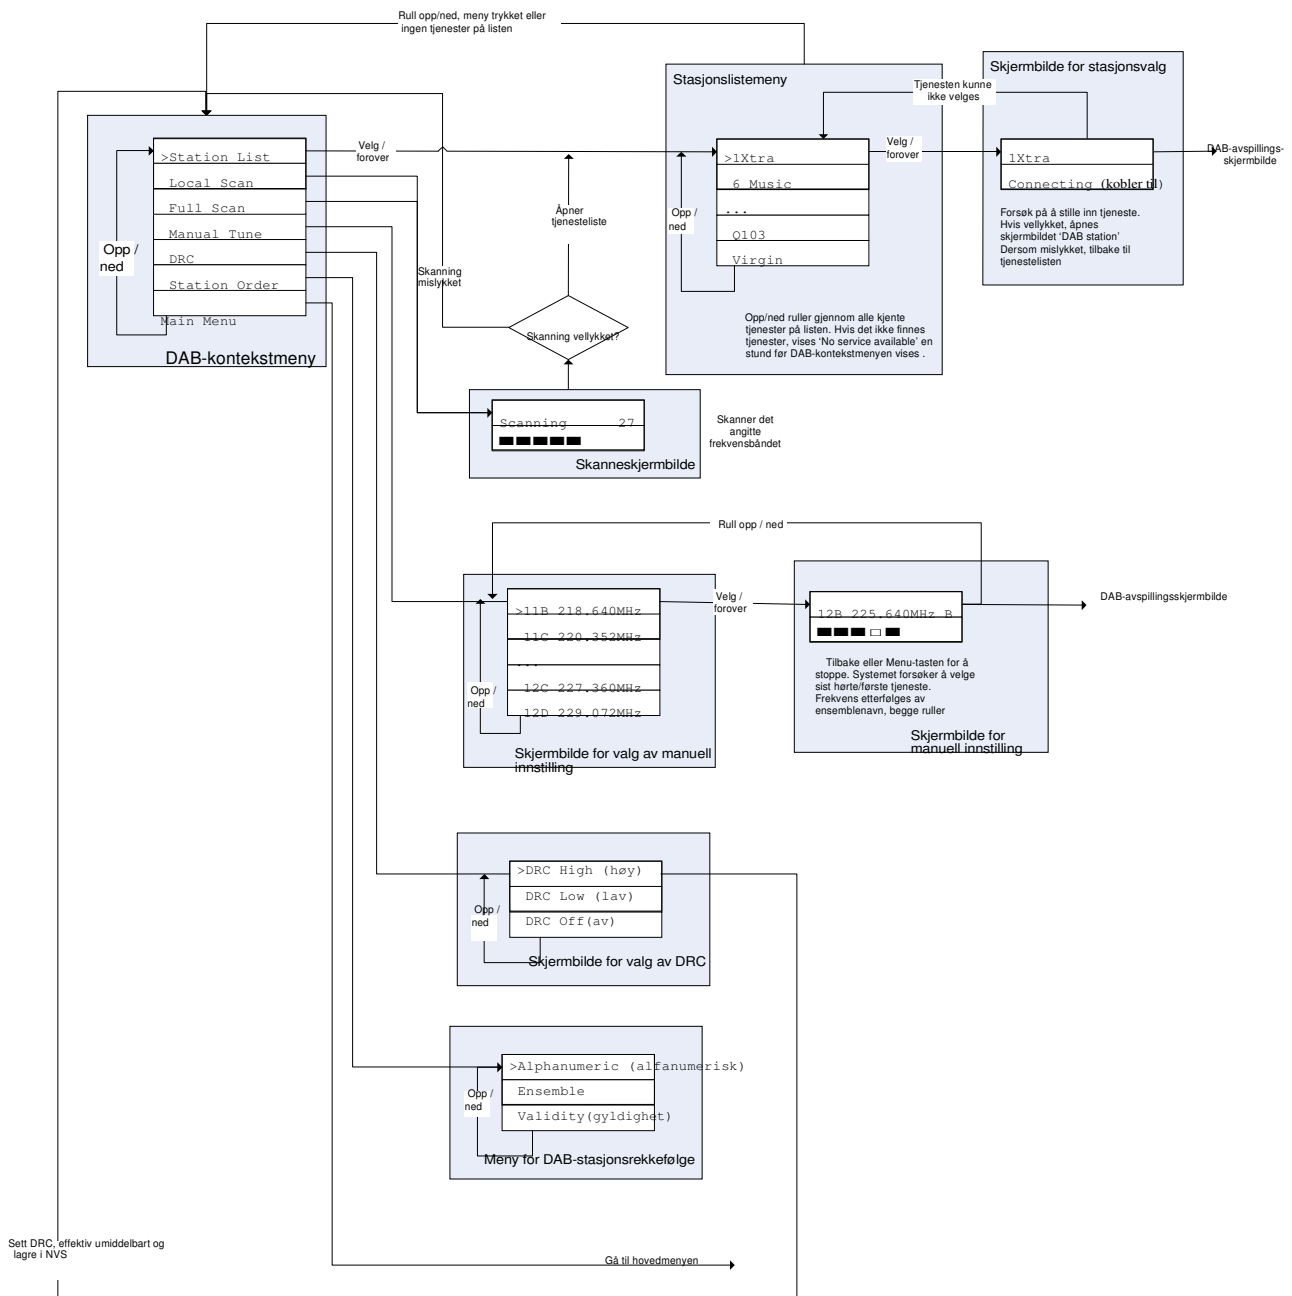 Rull opp/ned, meny trykket eller
ingen tjenester på listen
Stasjonslistemeny
Skjermbilde for stasjonsvalg
Tjenesten kunne
ikke velges
>Station List
Local Scan
Full Scan
Manual Tune
DRC
Station Order
Main Menu
Opp /
ned
DAB-kontekstmeny
Velg /
forover
Åpner
tjenesteliste
Skanning
mislykket
Skanning vellykket?
>1Xtra
6 Music
...
Q103
Virgin
Opp /
ned
Opp/ned ruller gjennom alle kjente
tjenester på listen. Hvis det ikke finnes
tjenester, vises ‘No service available’ en
stund før DAB-kontekstmenyen vises .
Velg /
forover
1Xtra
Connecting (kobler til)
Forsøk på å stille inn tjeneste.
Hvis vellykket, åpnes
skjermbildet ‘DAB station’
Dersom mislykket, tilbake til
tjenestelisten
DAB-avspillings-
skjermbilde
Scanning 27
Skanneskjermbilde
Skanner det
angitte
frekvensbåndet
Rull opp / ned
>11B 218.640MHz
11C 220.352MHz
...
12C 227.360MHz
12D 229.072MHz
Opp /
ned
Skjermbilde for valg av manuell
innstilling
Velg /
forover
12B 225.640MHz B
Tilbake eller Menu-tasten for å
stoppe. Systemet forsøker å velge
sist hørte/første tjeneste.
Frekvens etterfølges av
ensemblenavn, begge ruller
Skjermbilde for
manuell innstilling
DAB-avspillingsskjermbilde
>DRC High (høy)
DRC Low (lav)
DRC Off(av)
Opp /
ned
Skjermbilde for valg av DRC
>Alphanumeric (alfanumerisk)
Ensemble
Validity(gyldighet)
Opp /
ned
Meny for DAB-stasjonsrekkefølge
Sett DRC, effektiv umiddelbart og
lagre i NVS
Gå til hovedmenyen